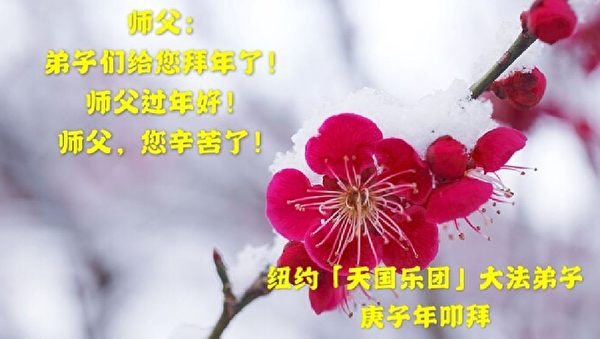 师父：
弟子们给您拜年了！
师父过年好！
师父，您辛苦了！
纽约「天国乐团」大法弟子
庚子年叩拜